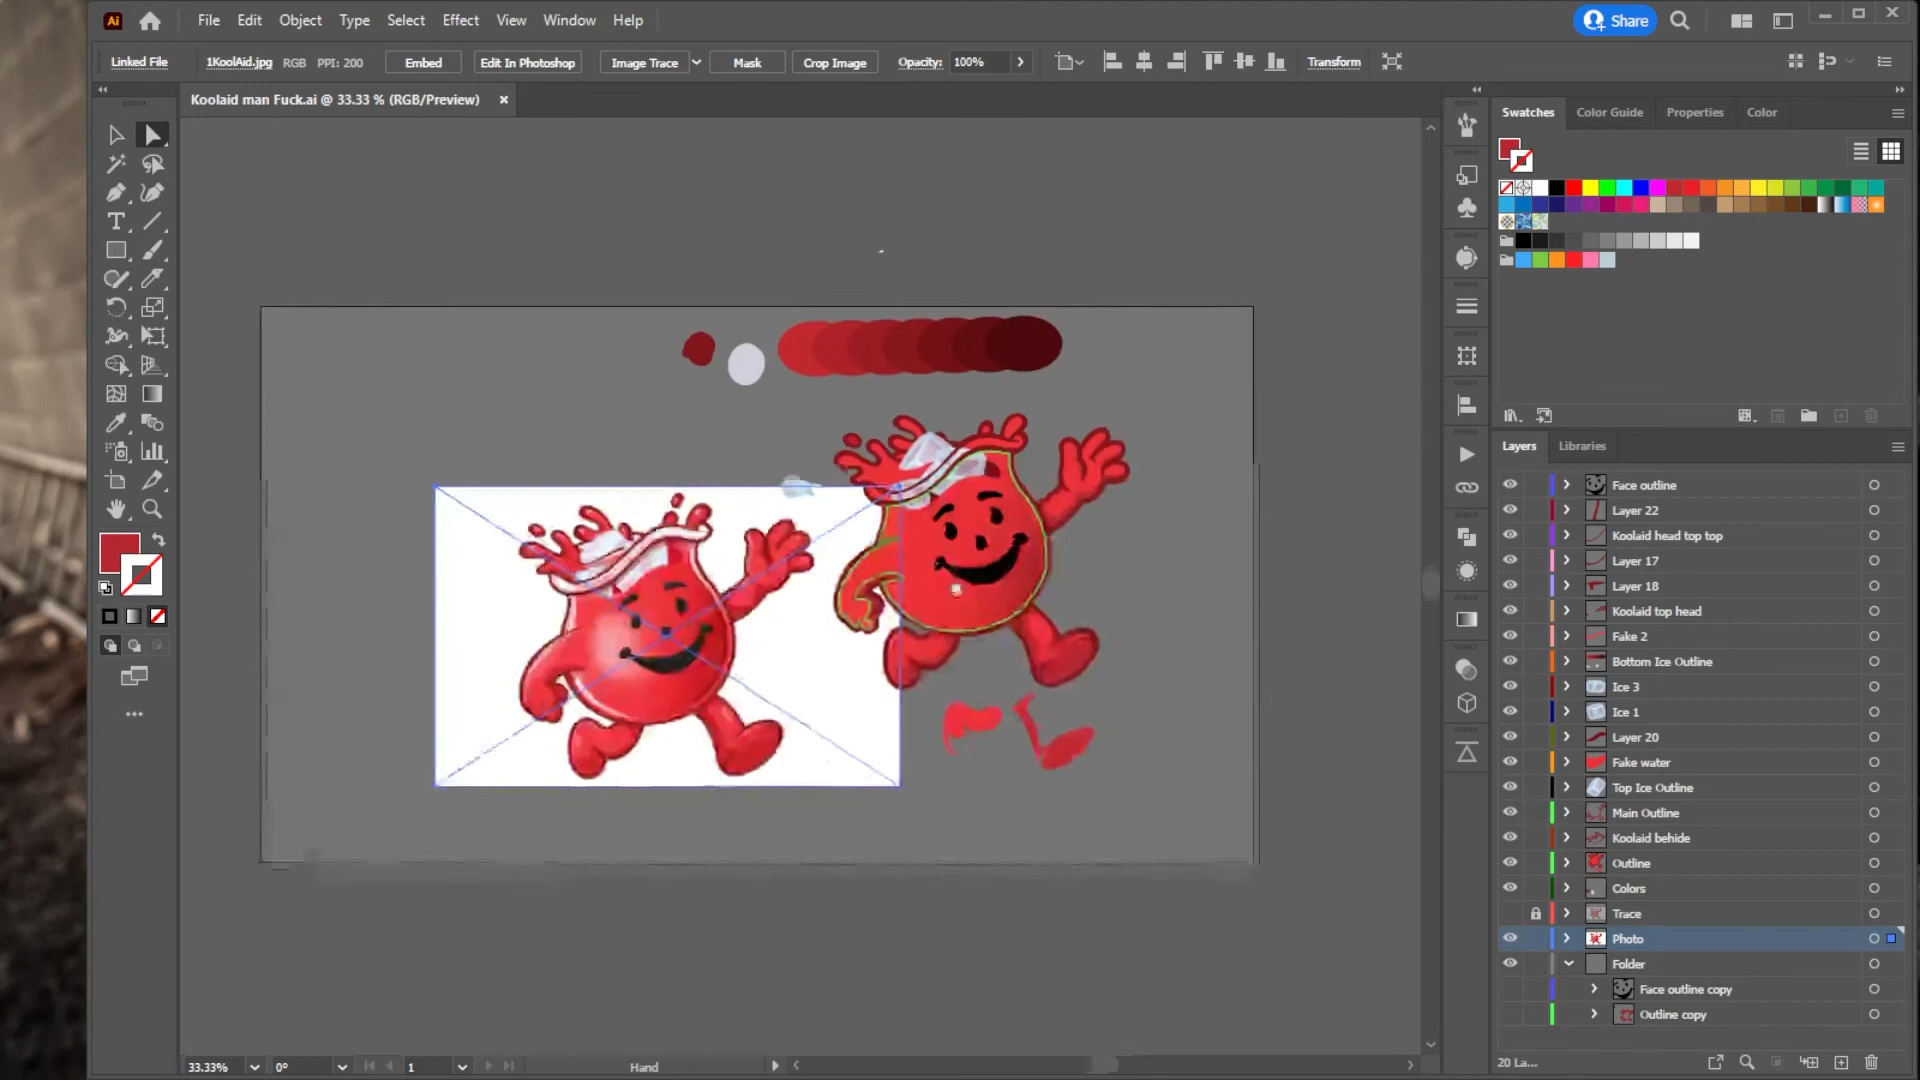 Ai File Edit Object Type Select Effect View Window Help Share
Linked File 1KoolAid.jpg RGB PPI: 200 Embed Edit In Photoshop Image Trace Mask Crop Image Opacity: 100% Transform
Koolaid man Fuck.ai @ 33.33 % (RGB/Preview)
Swatches Color Guide Properties Color
Layers Libraries
Face outline
Layer 22
Koolaid head top top
Layer 17
Layer 18
Koolaid top head
Fake 2
Bottom Ice Outline
Ice 3
Ice 1
Layer 20
Fake water
Top Ice Outline
Main Outline
Koolaid behide
Outline
Colors
Trace
Photo
Folder
Face outline copy
Outline copy
33.33% 0° 1 Hand
20 La...